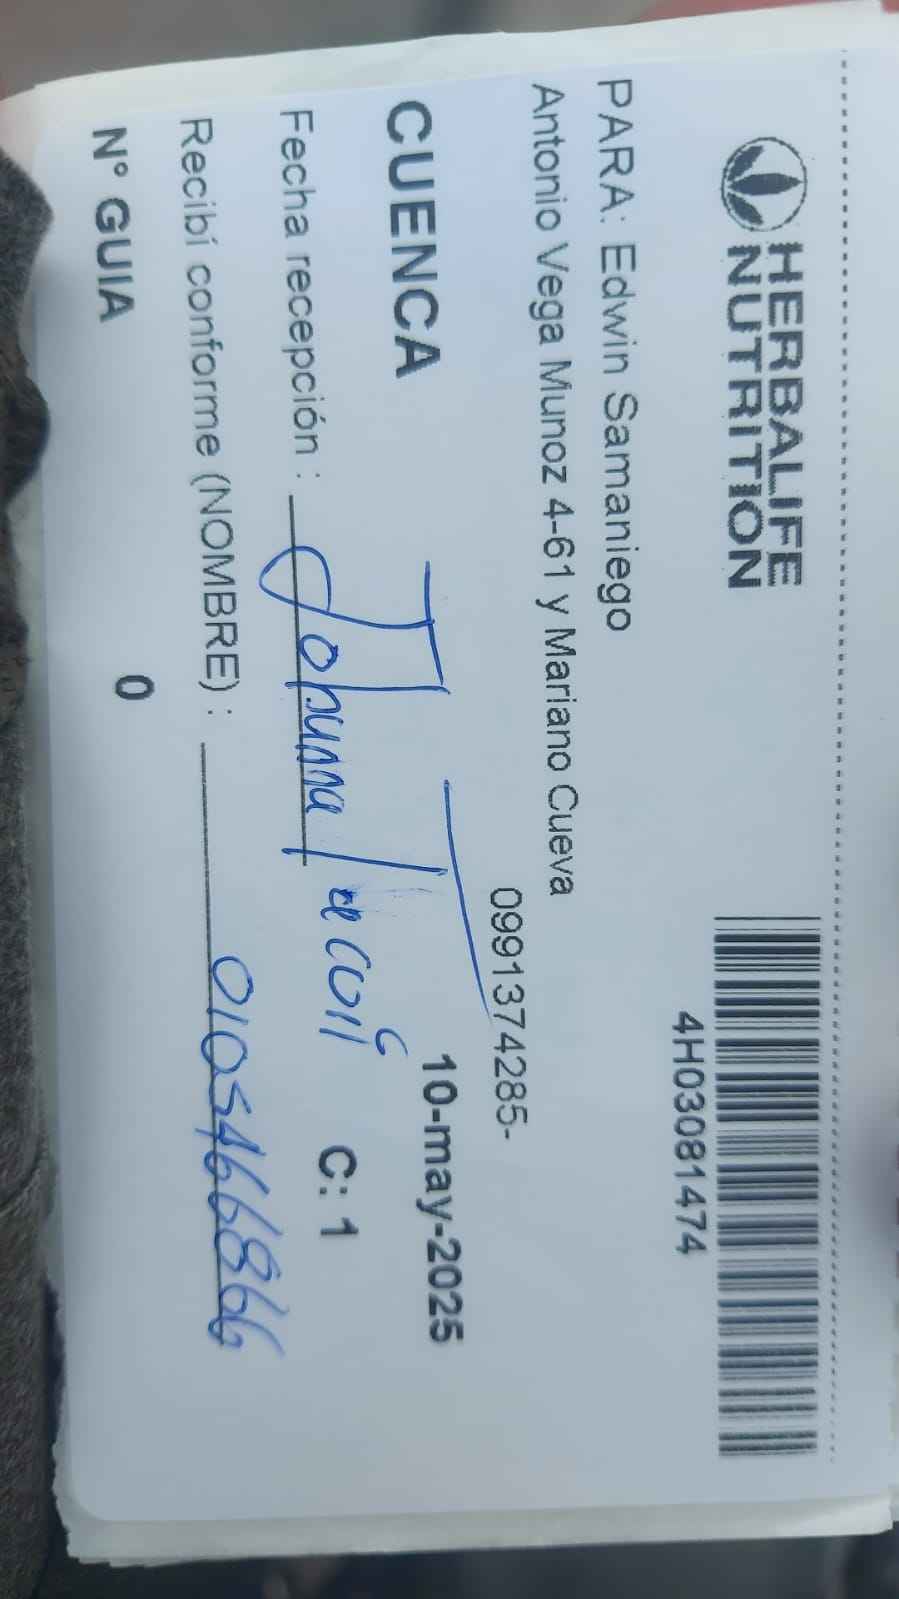 HERBALIFE
NUTRITION
4H03081474
PARA: Edwin Samaniego
Antonio Vega Munoz 4-61 y Mariano Cueva
0991374285-
CUENCA 10-may-2025
Fecha recepción : Johanna C: 1
Recibí conforme (NOMBRE) : 0105466866
N° GUIA 0